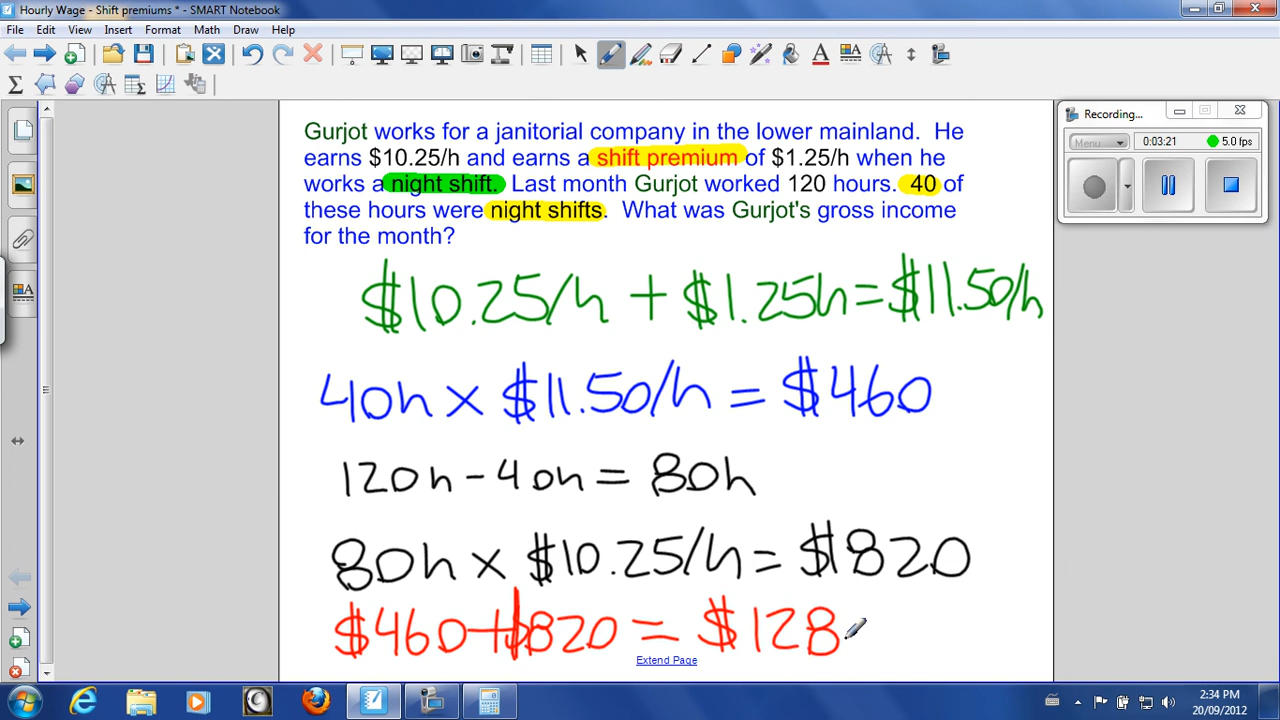 Hourly Wage - Shift premiums * - SMART Notebook
File Edit View Insert Format Math Draw Help
Recording...
Menu
0:03:21
5.0 fps
Gurjot works for a janitorial company in the lower mainland. He
earns $10.25/h and earns a shift premium of $1.25/h when he
works a night shift. Last month Gurjot worked 120 hours. 40 of
these hours were night shifts. What was Gurjot's gross income
for the month?
$10.25/h + $1.25h = $11.50/h
40h x $11.50/h = $460
120h - 40h = 80h
80h x $10.25/h = $820
$460 + $820 = $128
Extend Page
2:34 PM
20/09/2012